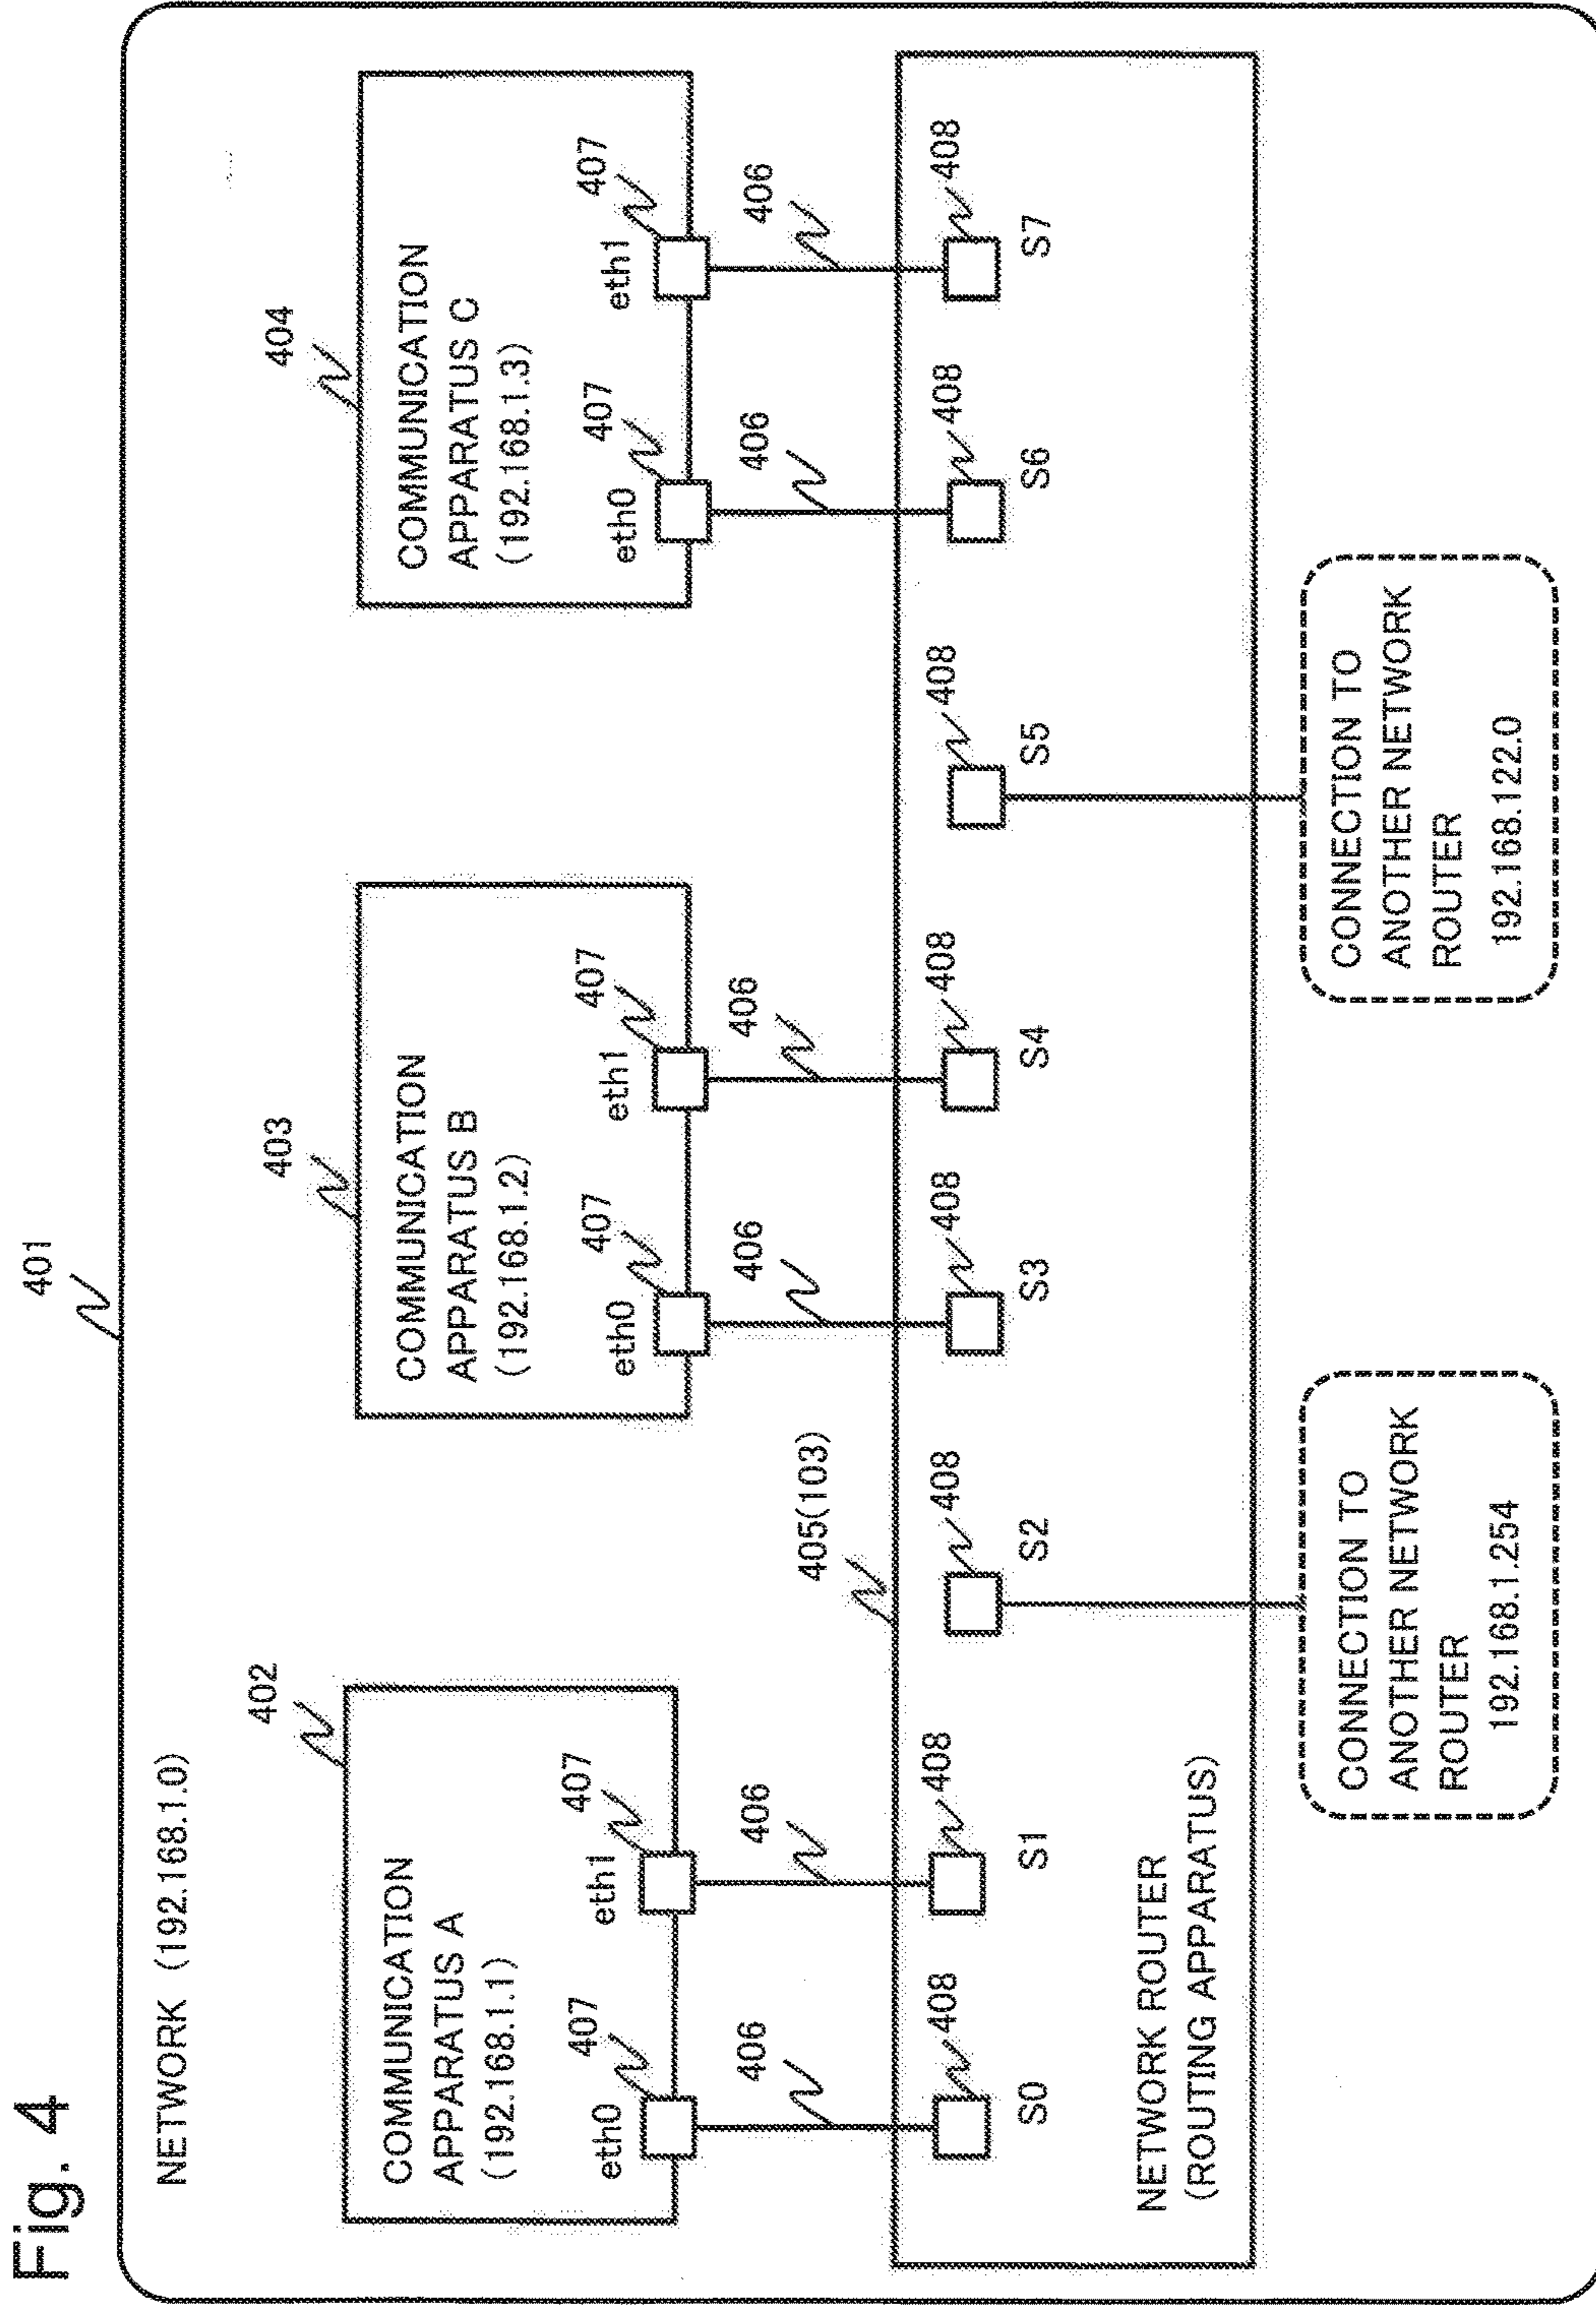 Fig. 4
401
NETWORK (192.168.1.0)
402
COMMUNICATION
APPARATUS A
(192.168.1.1)
eth0
407
eth1
407
403
COMMUNICATION
APPARATUS B
(192.168.1.2)
eth0
407
eth1
407
404
COMMUNICATION
APPARATUS C
(192.168.1.3)
eth0
407
eth1
407
406
406
406
406
406
406
405(103)
408
408
408
408
408
408
408
408
S0
S1
S2
S3
S4
S5
S6
S7
NETWORK ROUTER
(ROUTING APPARATUS)
CONNECTION TO
ANOTHER NETWORK
ROUTER
192.168.1.254
CONNECTION TO
ANOTHER NETWORK
ROUTER
192.168.122.0